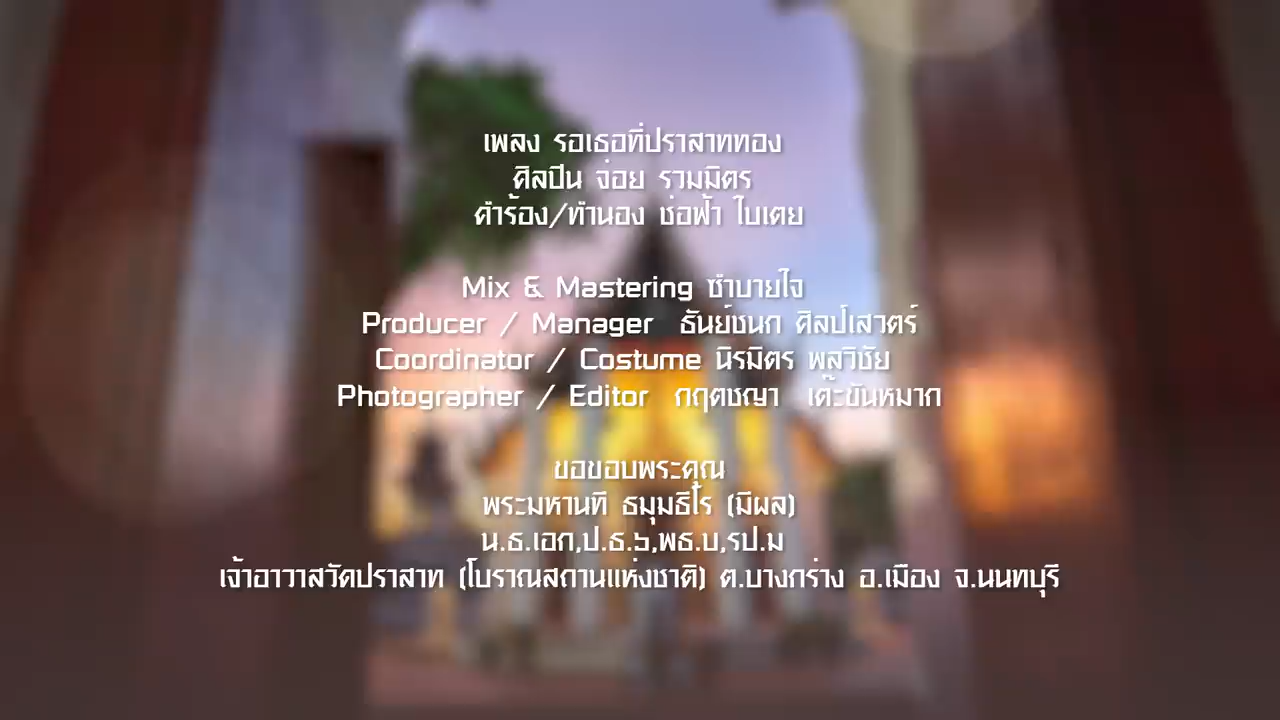 เพลง รอเธอที่ปราสาททอง
ศิลปิน จ่อย รวมมิตร
คำร้อง/ทำนอง ช่อฟ้า ใบเตย
Mix & Mastering ซำบายใจ
Producer / Manager ธันย์ชนก ศิลป์เสวตร์
Coordinator / Costume นิรมิตร พลวิชัย
Photographer / Editor กฤตชญา เต๊ะขันหมาก
ขอขอบพระคุณ
พระมหานที ธมุมธีโร (มีผล)
น.ธ.เอก,ป.ธ.๖,พธ.บ,รป.ม
เจ้าอาวาสวัดปราสาท (โบราณสถานแห่งชาติ) ต.บางกร่าง อ.เมือง จ.นนทบุรี